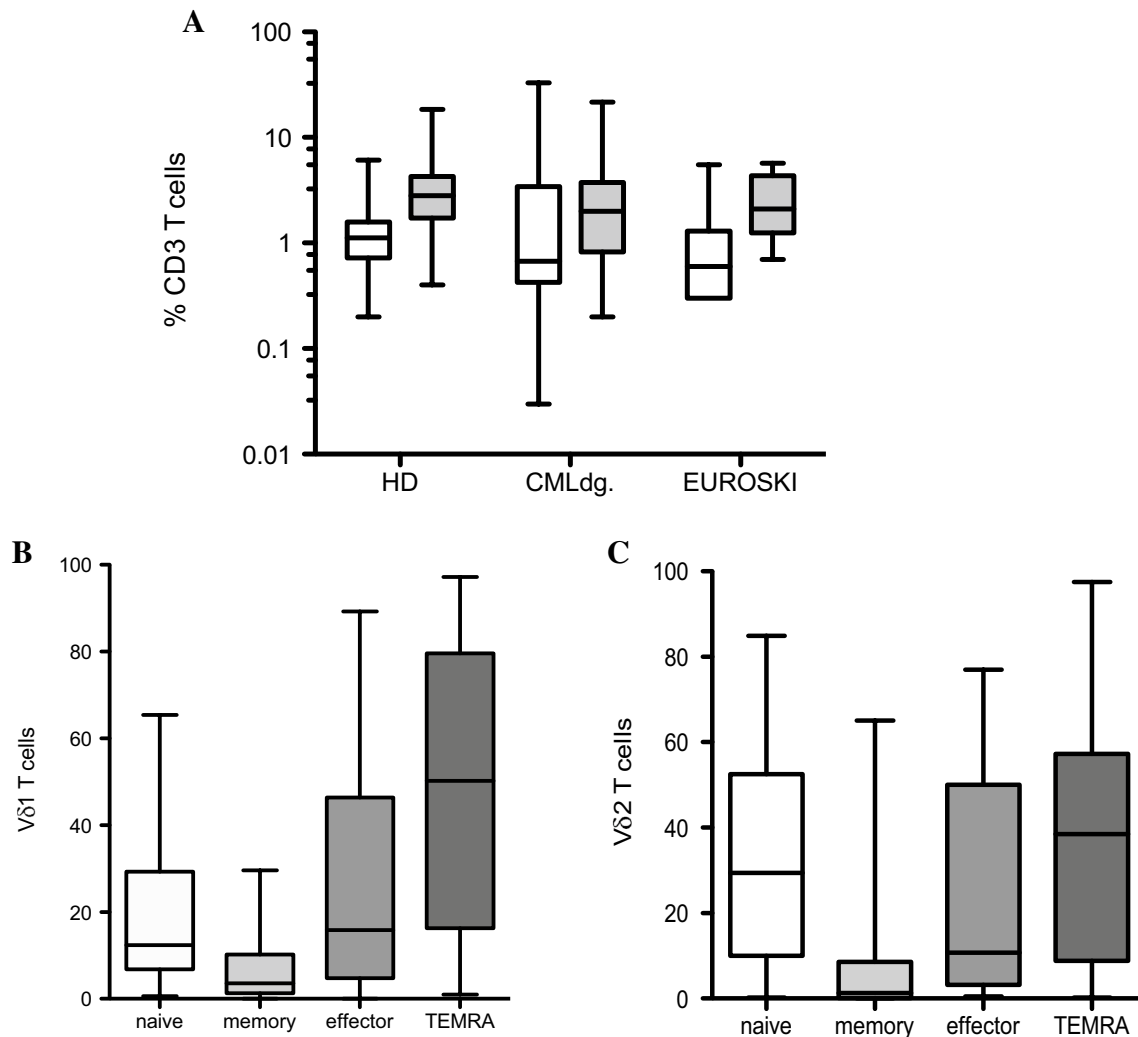 A
% CD3 T cells
100
10
1
0.1
0.01
HD CMLdg. EUROSKI
B
Vδ1 T cells
100
80
60
40
20
0
naive memory effector TEMRA
C
Vδ2 T cells
100
80
60
40
20
0
naive memory effector TEMRA